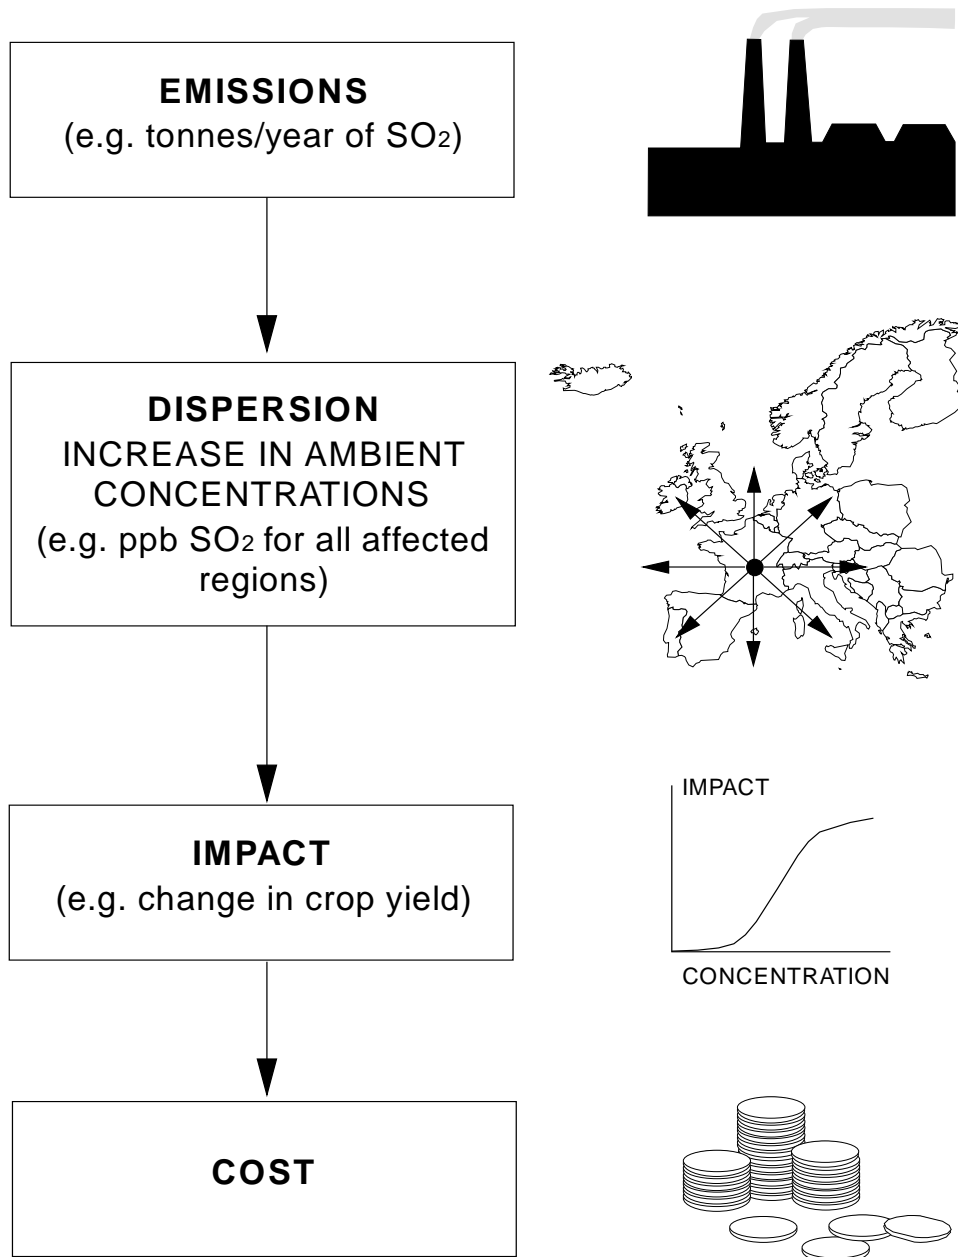 EMISSIONS
(e.g. tonnes/year of SO2)
DISPERSION
INCREASE IN AMBIENT
CONCENTRATIONS
(e.g. ppb SO2 for all affected
regions)
IMPACT
(e.g. change in crop yield)
IMPACT
CONCENTRATION
COST